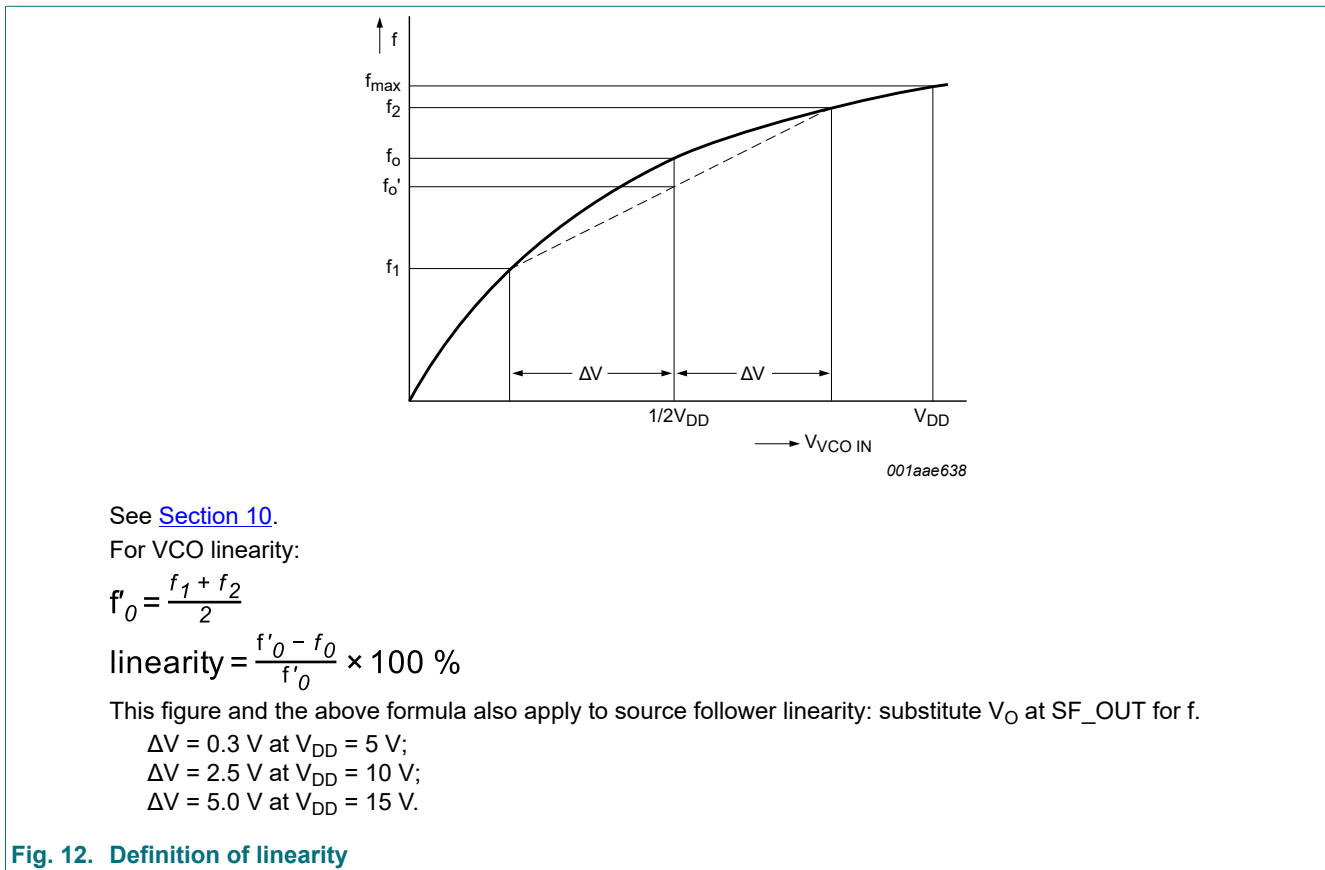 f
fmax
f2
fo
fo'
f1
ΔV ΔV
1/2VDD VDD
VVCO IN
001aae638
See Section 10.
For VCO linearity:
f'0 = f1 + f2 / 2
linearity = f'0 − f0 / f'0 × 100 %
This figure and the above formula also apply to source follower linearity: substitute VO at SF_OUT for f.
ΔV = 0.3 V at VDD = 5 V;
ΔV = 2.5 V at VDD = 10 V;
ΔV = 5.0 V at VDD = 15 V.
Fig. 12. Definition of linearity